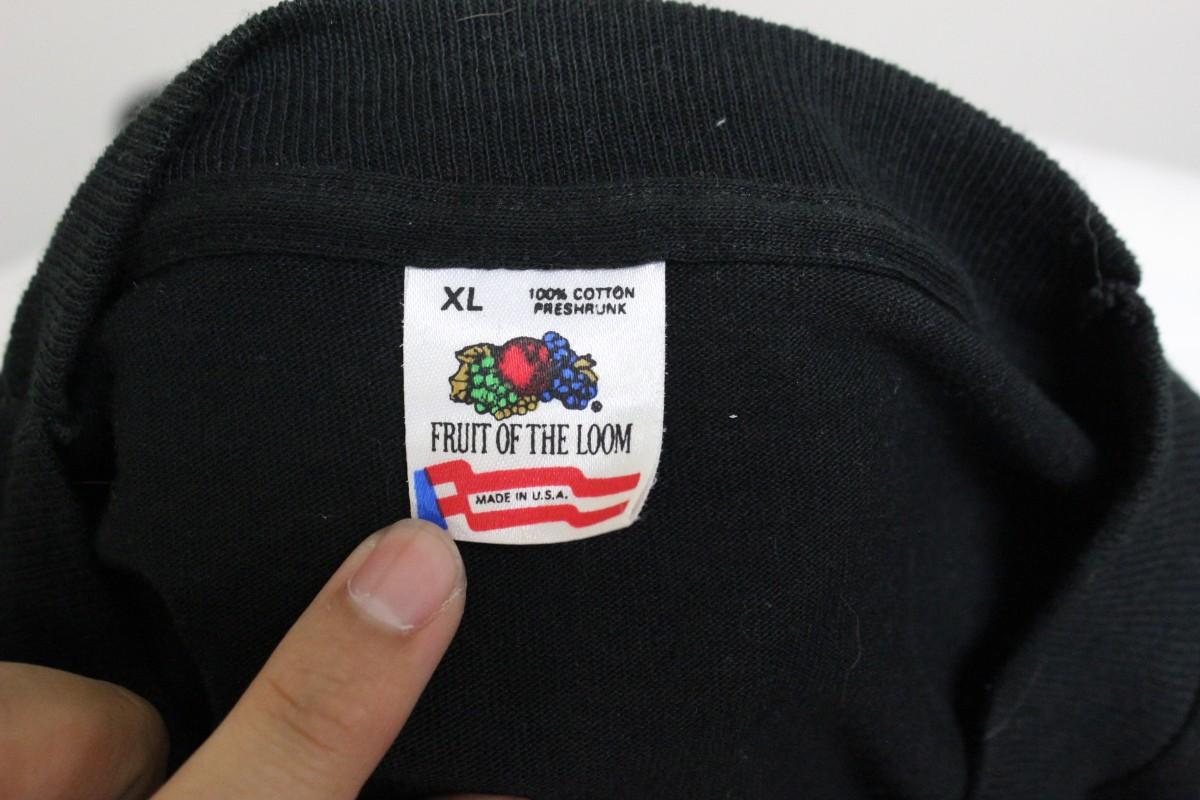 XL
100% COTTON
PRESHRUNK
FRUIT OF THE LOOM
MADE IN U.S.A.